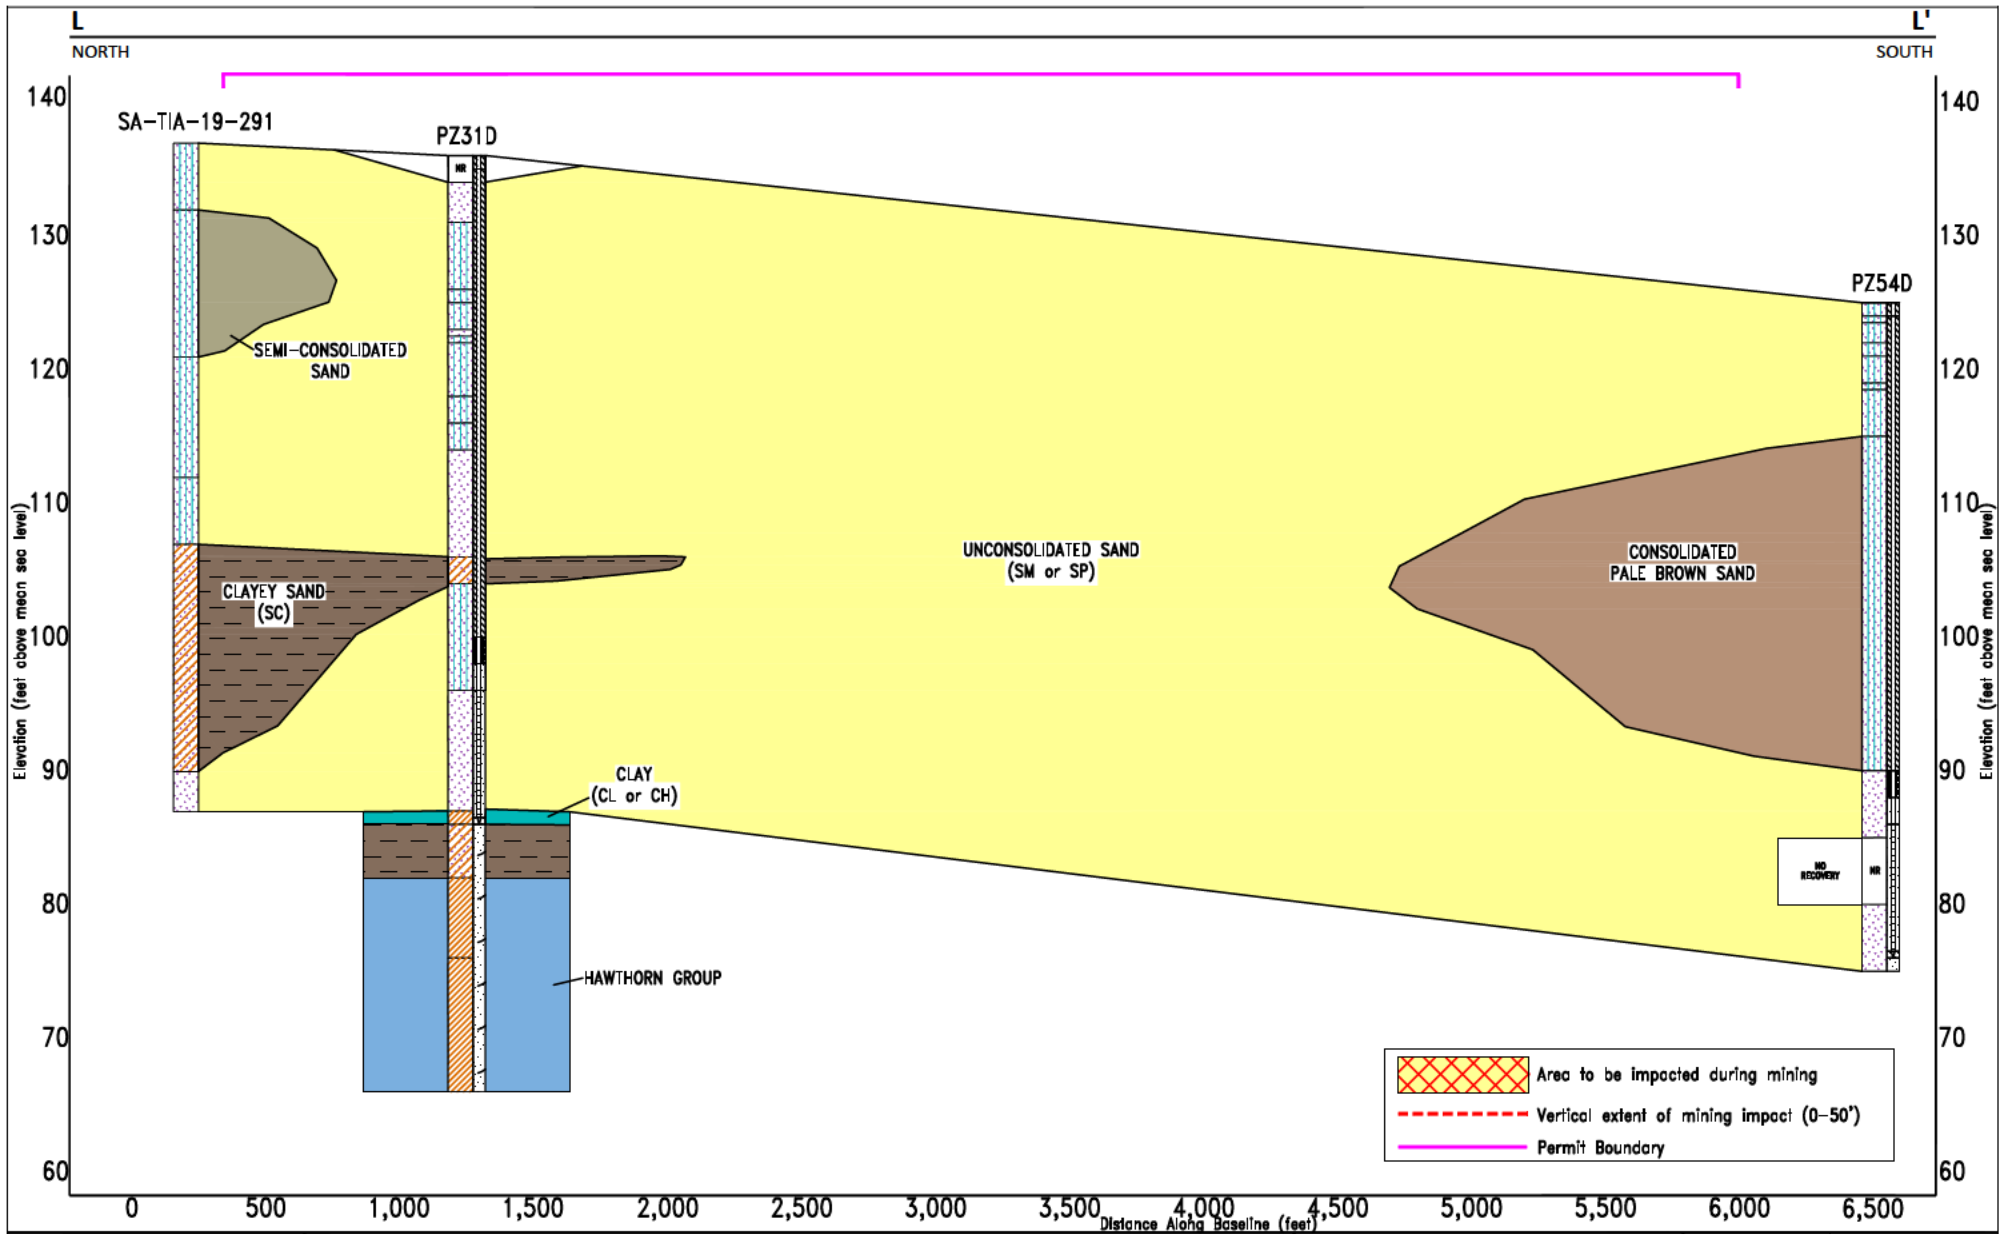 L
L'
NORTH
SOUTH
140
140
SA-TIA-19-291
PZ31D
NR
130
130
PZ54D
SEMI-CONSOLIDATED
SAND
120
120
110
110
UNCONSOLIDATED SAND
(SM or SP)
CONSOLIDATED
PALE BROWN SAND
CLAYEY SAND
(SC)
100
100
Elevation (feet above mean sea level)
Elevation (feet above mean sea level)
90
90
CLAY
(CL or CH)
NO
RECOVERY
NR
80
80
HAWTHORN GROUP
70
70
Area to be impacted during mining
Vertical extent of mining impact (0-50')
Permit Boundary
60
60
0
500
1,000
1,500
2,000
2,500
3,000
3,500
4,000
4,500
5,000
5,500
6,000
6,500
Distance Along Baseline (feet)